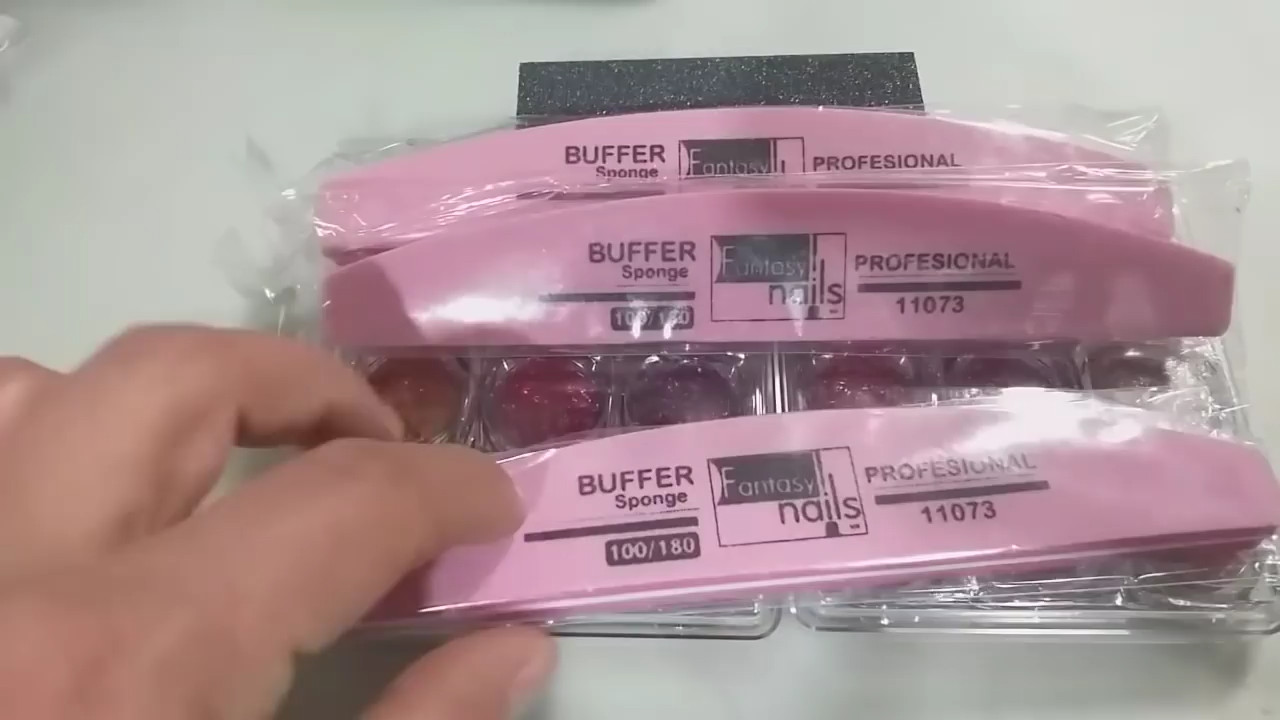 BUFFER
Sponge
Fantasy
PROFESIONAL
BUFFER
Sponge
100/180
Fantasy
nails
PROFESIONAL
11073
BUFFER
Sponge
100/180
Fantasy
nails
PROFESIONAL
11073